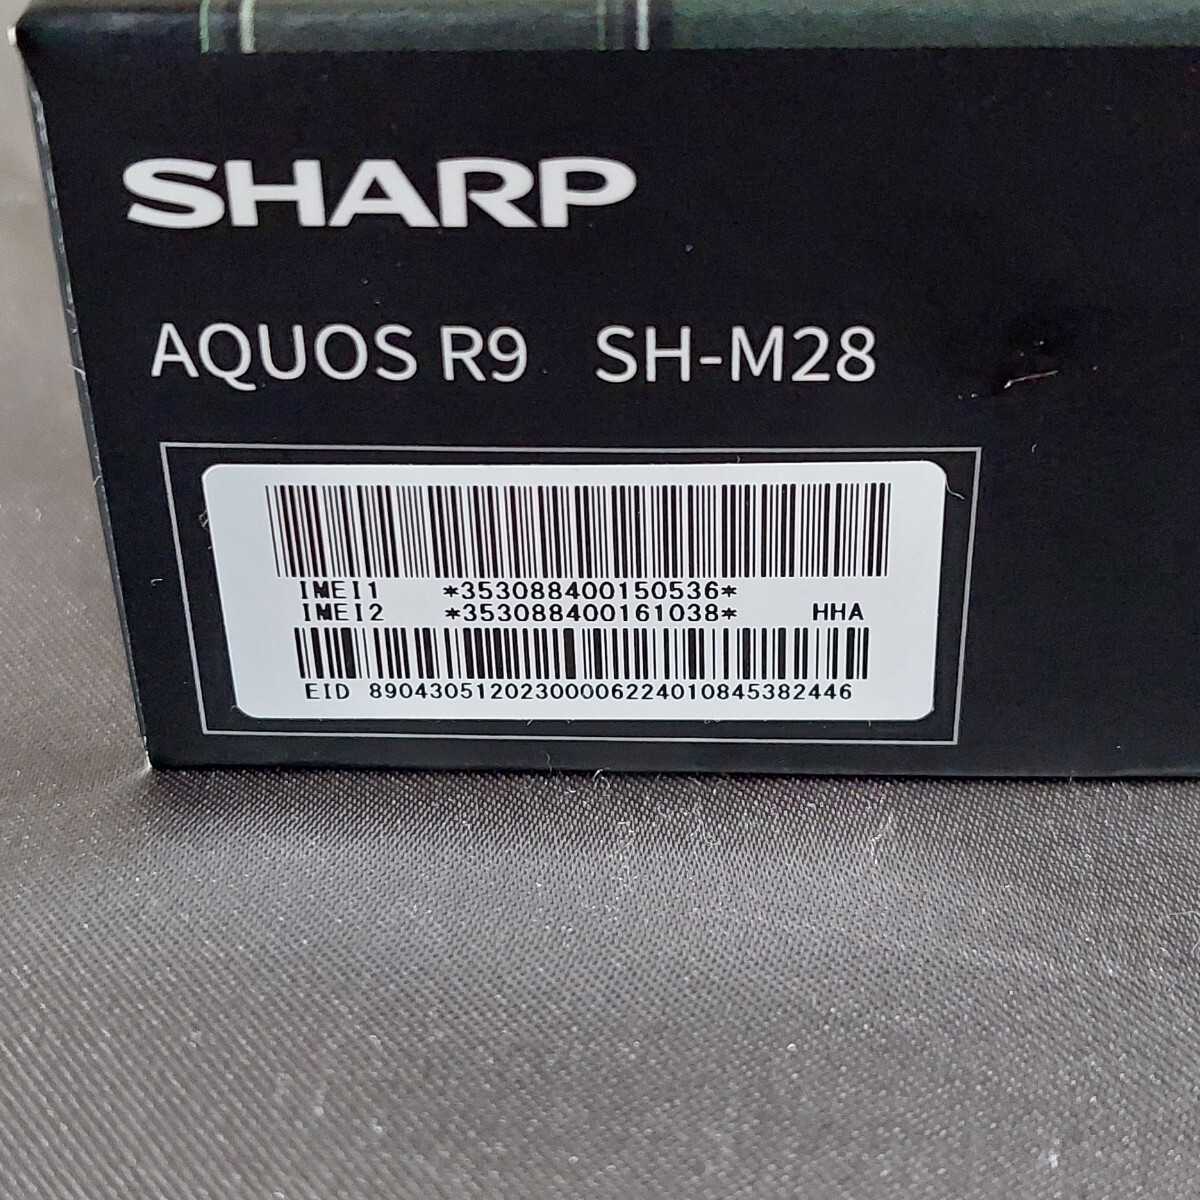 SHARP
AQUOS R9 SH-M28
IMEI1 *353088400150536*
IMEI2 *353088400161038* HHA
EID 89043051202300006224010845382446